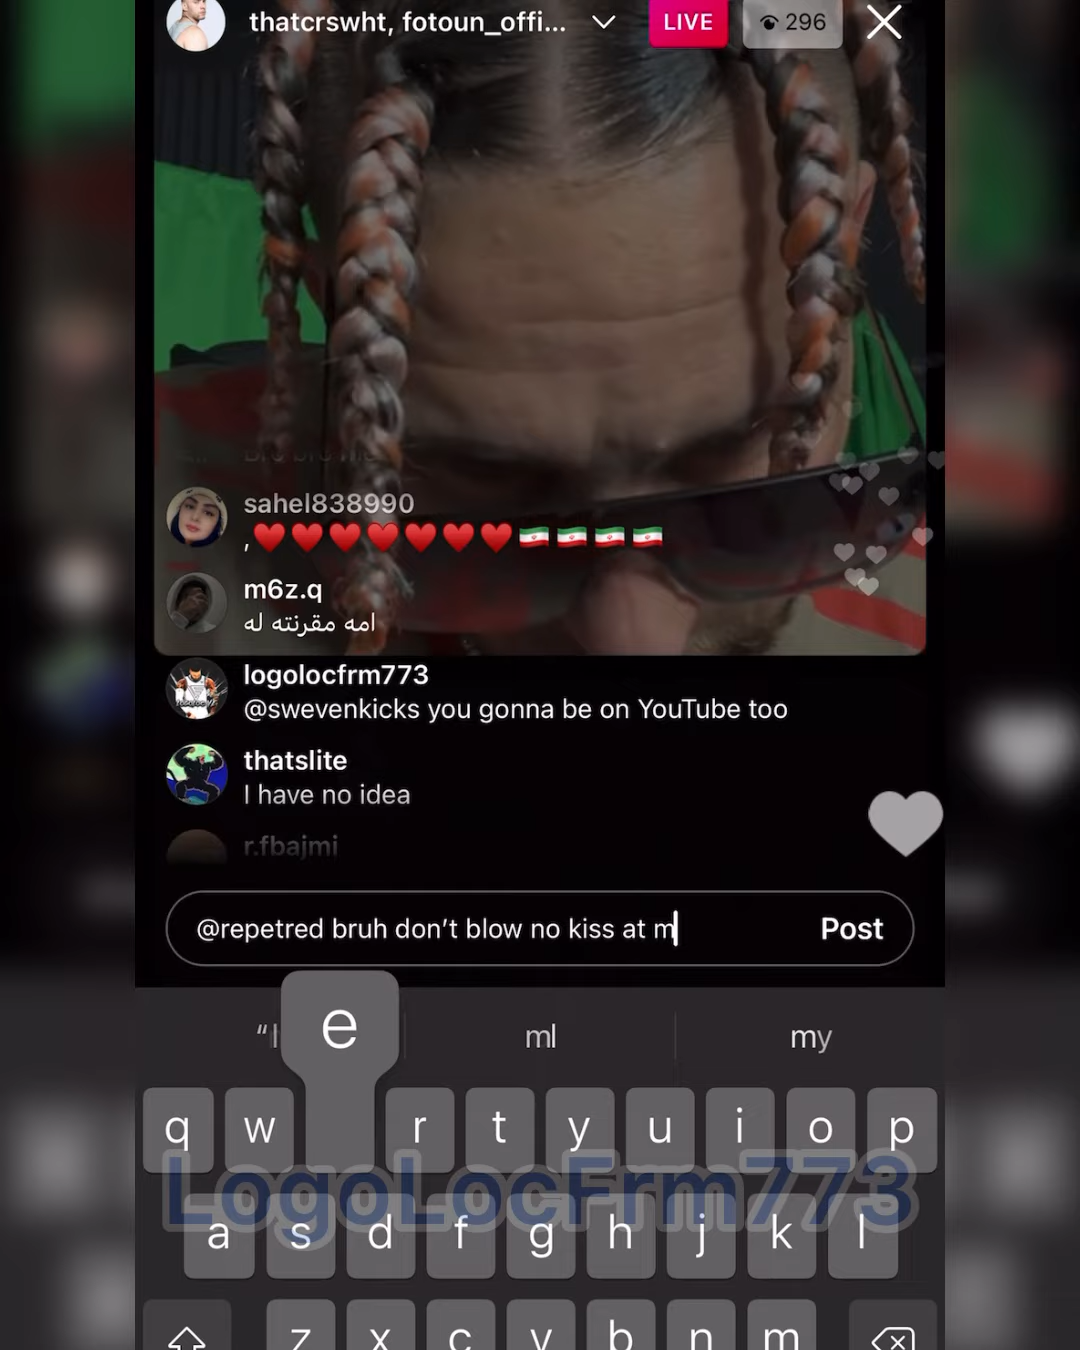 thatcrswht, fotoun_offi...
LIVE
296
sahel838990
,❤️❤️❤️❤️❤️❤️❤️🇮🇷🇮🇷🇮🇷🇮🇷
m6z.q
امه مقرنته له
logolocfrm773
@swevenkicks you gonna be on YouTube too
thatslite
I have no idea
r.fbajmi
@repetred bruh don’t blow no kiss at m
Post
e
ml
my
q w r t y u i o p
LogoLocFrm773
a s d f g h j k l
z x c v b n m